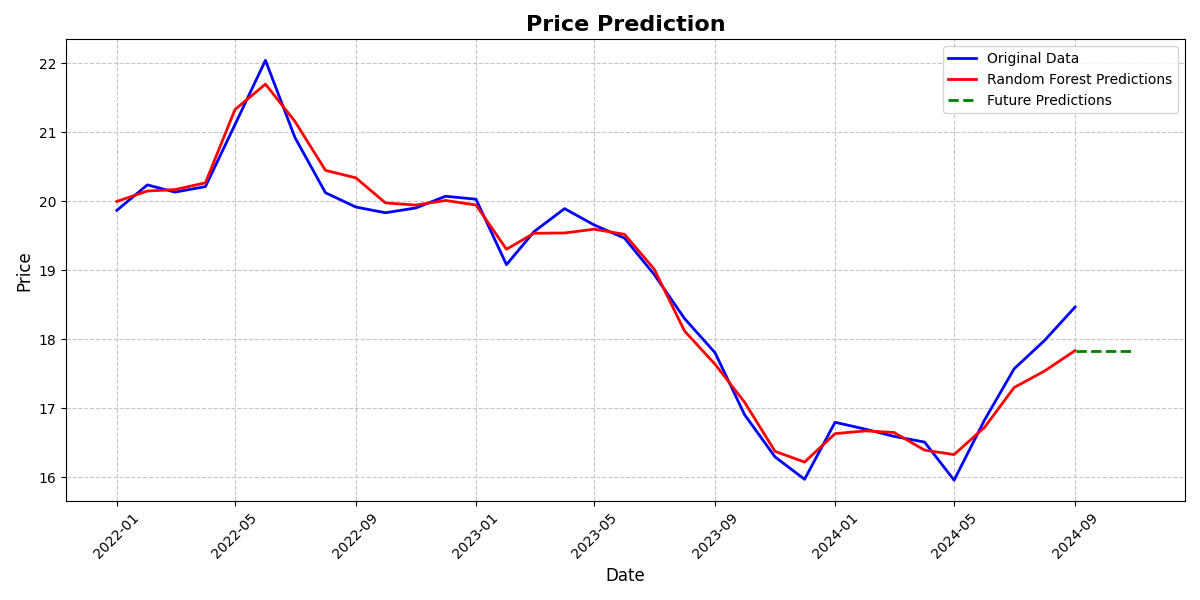 Price Prediction
Original Data
Random Forest Predictions
Future Predictions
Price
22
21
20
19
18
17
16
2022-01
2022-05
2022-09
2023-01
2023-05
2023-09
2024-01
2024-05
2024-09
Date